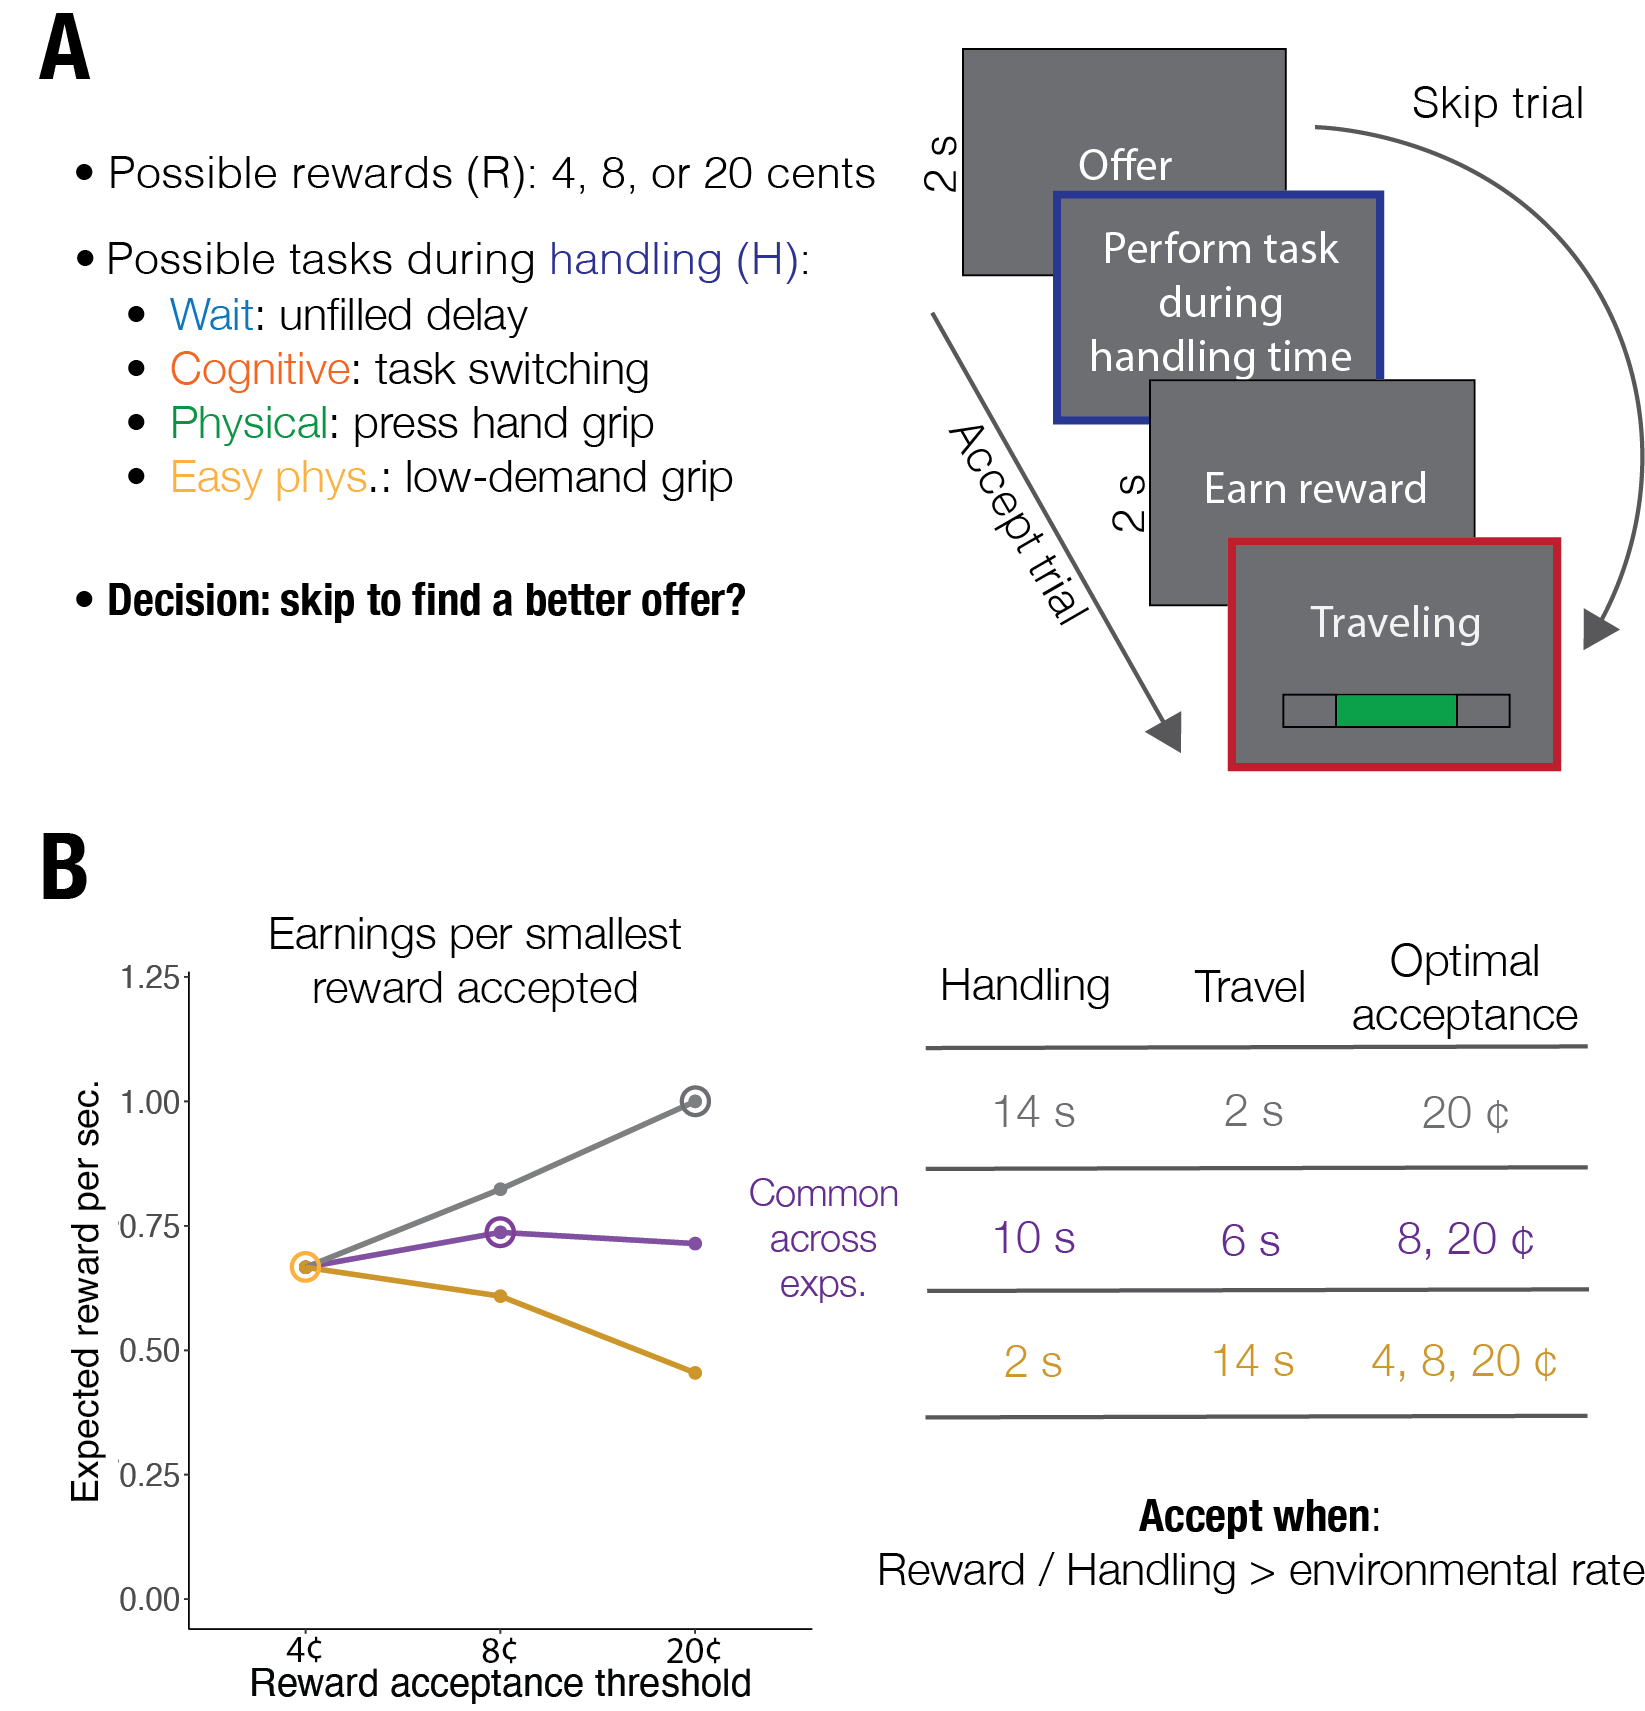 A
• Possible rewards (R): 4, 8, or 20 cents
• Possible tasks during handling (H):
• Wait: unfilled delay
• Cognitive: task switching
• Physical: press hand grip
• Easy phys.: low-demand grip
• Decision: skip to find a better offer?
Skip trial
2 s
Offer
Perform task
during
handling time
Accept trial
2 s
Earn reward
Traveling
B
Earnings per smallest
reward accepted
Expected reward per sec.
1.25
1.00
0.75
0.50
0.25
0.00
4¢
8¢
20¢
Reward acceptance threshold
Common
across
exps.
Handling
Travel
Optimal
acceptance
14 s
2 s
20 ¢
10 s
6 s
8, 20 ¢
2 s
14 s
4, 8, 20 ¢
Accept when:
Reward / Handling > environmental rate